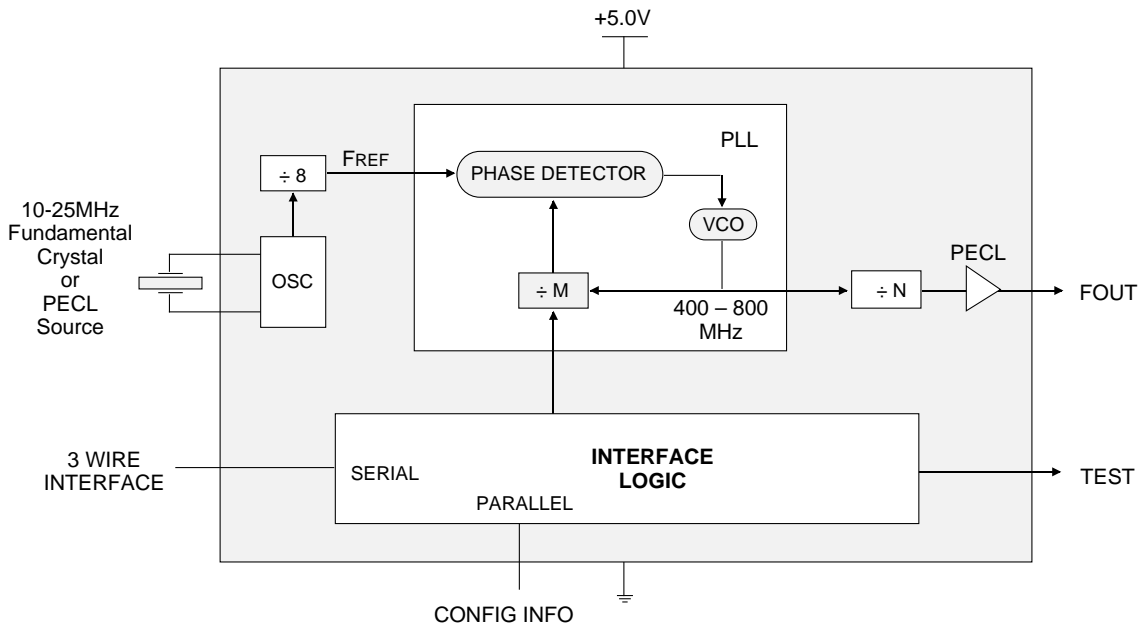 +5.0V
PLL
FREF
PHASE DETECTOR
÷ 8
10-25MHz
Fundamental
Crystal
or
PECL
Source
OSC
VCO
PECL
÷ M
÷ N
FOUT
400 – 800
MHz
3 WIRE
INTERFACE
SERIAL
INTERFACE
LOGIC
PARALLEL
TEST
CONFIG INFO